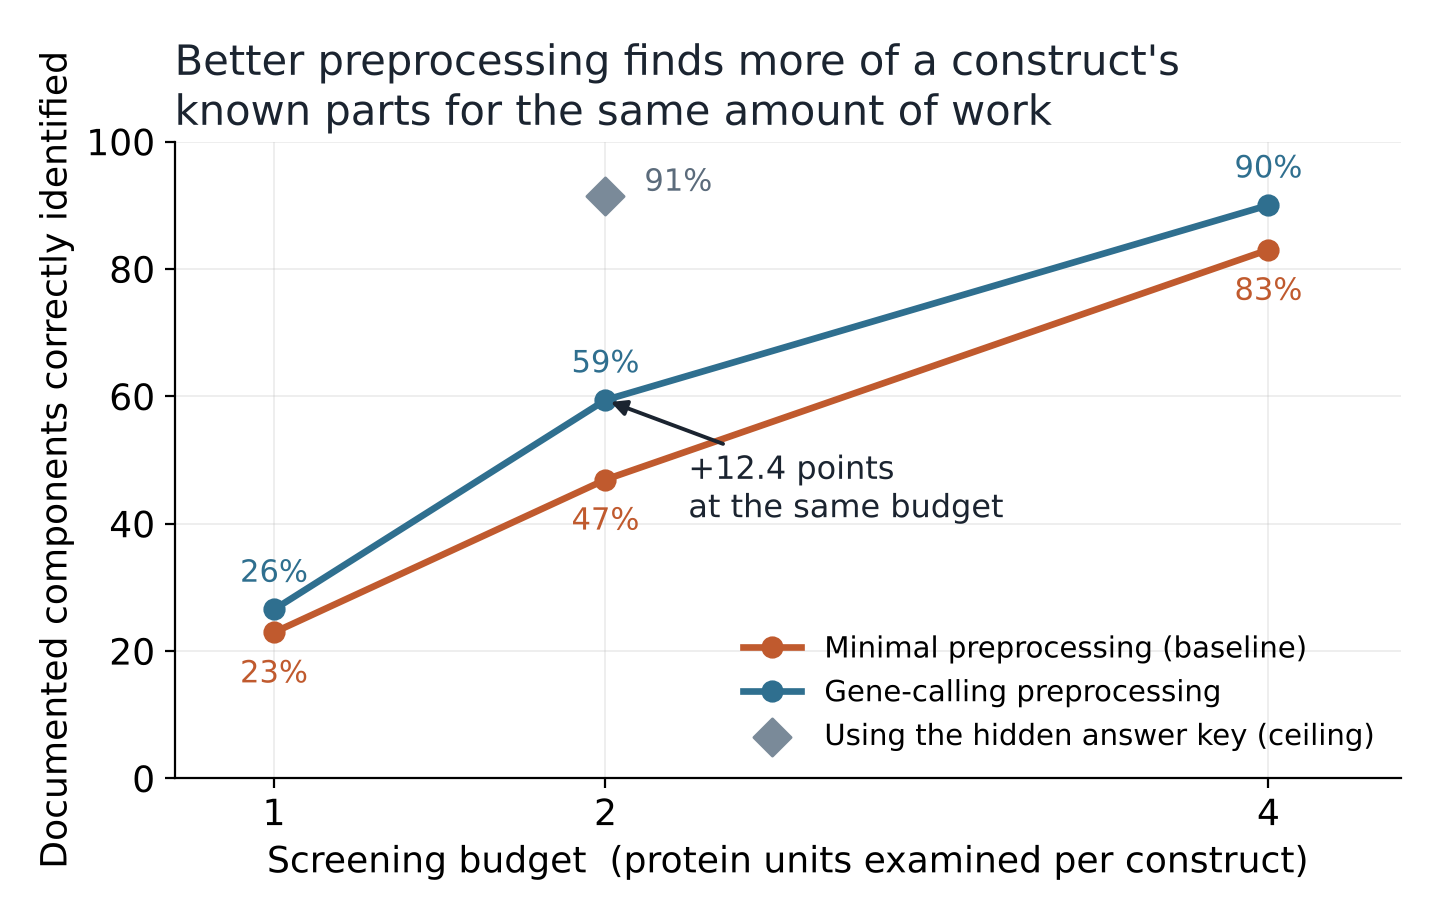 Better preprocessing finds more of a construct's
known parts for the same amount of work
Documented components correctly identified
100
80
60
40
20
0
91%
90%
83%
59%
47%
26%
23%
+12.4 points
at the same budget
Minimal preprocessing (baseline)
Gene-calling preprocessing
Using the hidden answer key (ceiling)
1
2
4
Screening budget  (protein units examined per construct)